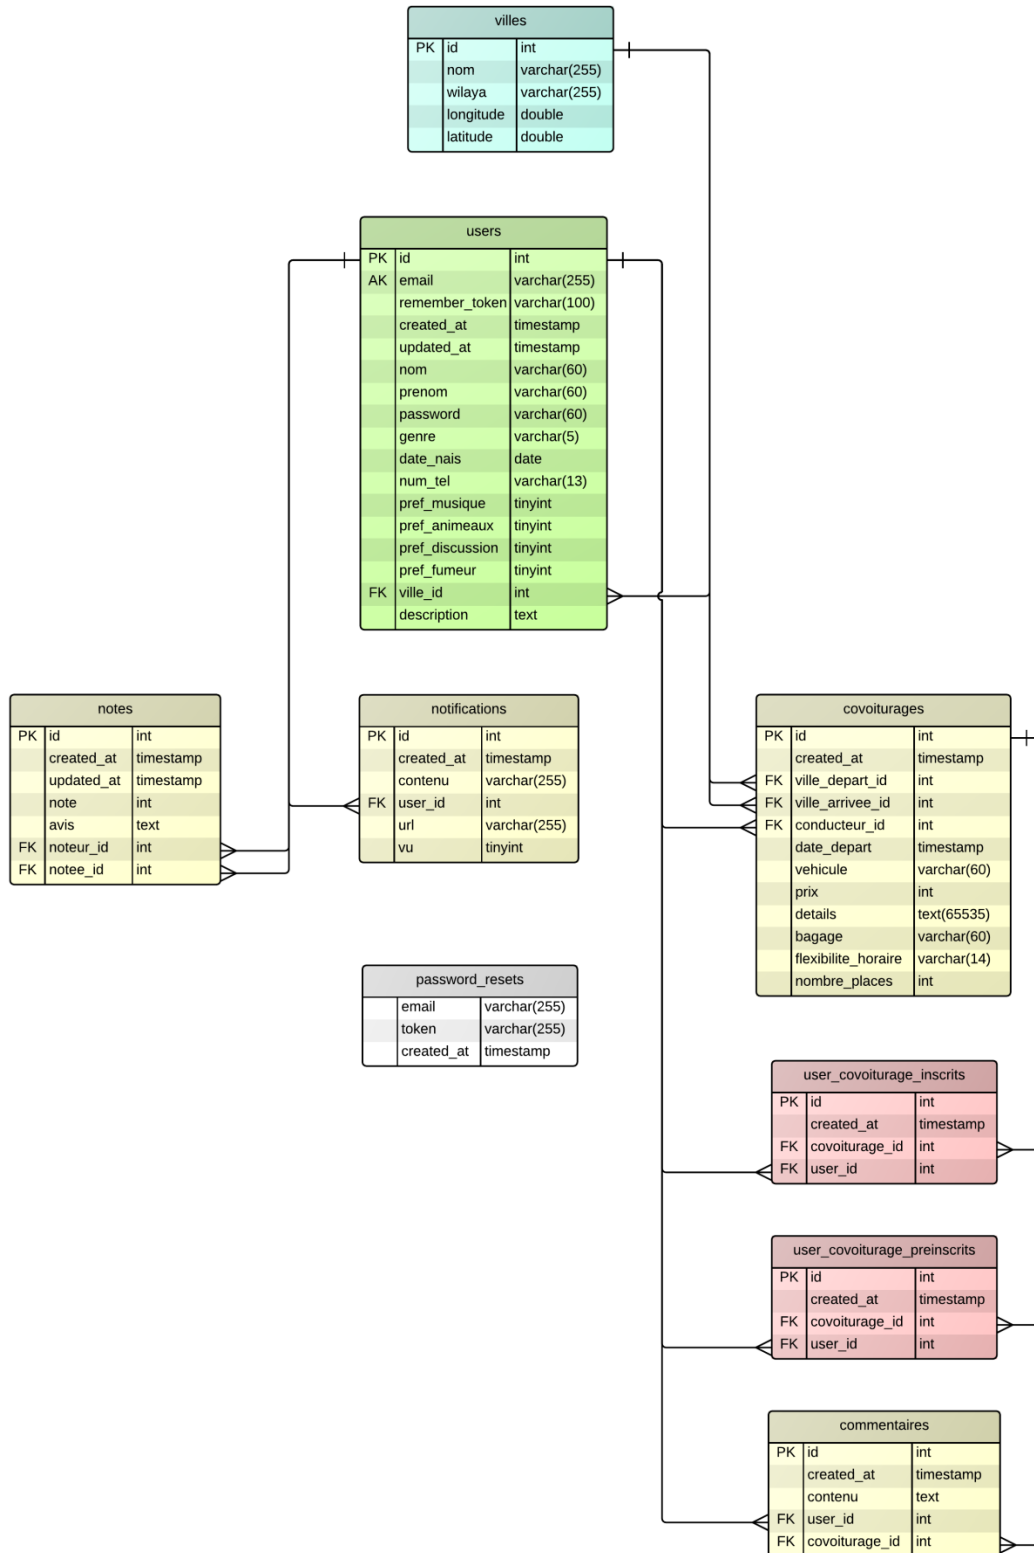 villes
PK id int
nom varchar(255)
wilaya varchar(255)
longitude double
latitude double
users
PK id int
AK email varchar(255)
remember_token varchar(100)
created_at timestamp
updated_at timestamp
nom varchar(60)
prenom varchar(60)
password varchar(60)
genre varchar(5)
date_nais date
num_tel varchar(13)
pref_musique tinyint
pref_animeaux tinyint
pref_discussion tinyint
pref_fumeur tinyint
FK ville_id int
description text
notes
PK id int
created_at timestamp
updated_at timestamp
note int
avis text
FK noteur_id int
FK notee_id int
notifications
PK id int
created_at timestamp
contenu varchar(255)
FK user_id int
url varchar(255)
vu tinyint
covoiturages
PK id int
created_at timestamp
FK ville_depart_id int
FK ville_arrivee_id int
FK conducteur_id int
date_depart timestamp
vehicule varchar(60)
prix int
details text(65535)
bagage varchar(60)
flexibilite_horaire varchar(14)
nombre_places int
password_resets
email varchar(255)
token varchar(255)
created_at timestamp
user_covoiturage_inscrits
PK id int
created_at timestamp
FK covoiturage_id int
FK user_id int
user_covoiturage_preinscrits
PK id int
created_at timestamp
FK covoiturage_id int
FK user_id int
commentaires
PK id int
created_at timestamp
contenu text
FK user_id int
FK covoiturage_id int